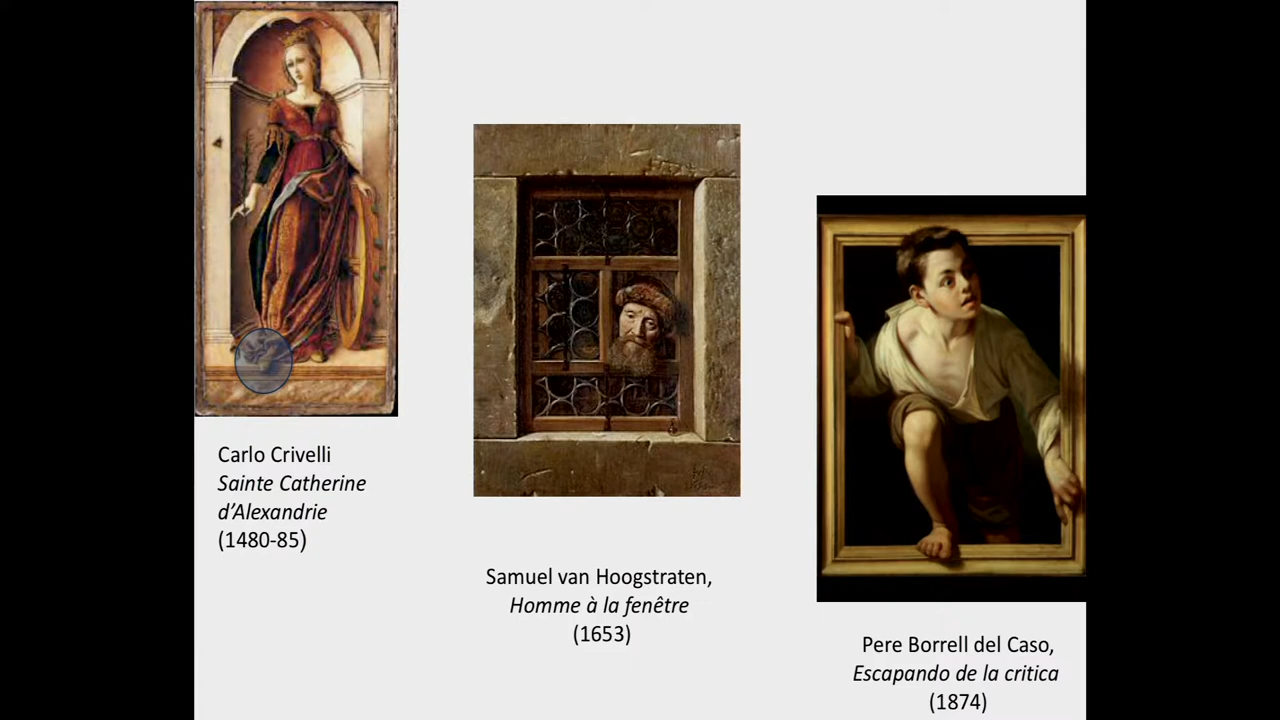 Carlo Crivelli
Sainte Catherine
d'Alexandrie
(1480-85)
Samuel van Hoogstraten,
Homme à la fenêtre
(1653)
Pere Borrell del Caso,
Escapando de la critica
(1874)